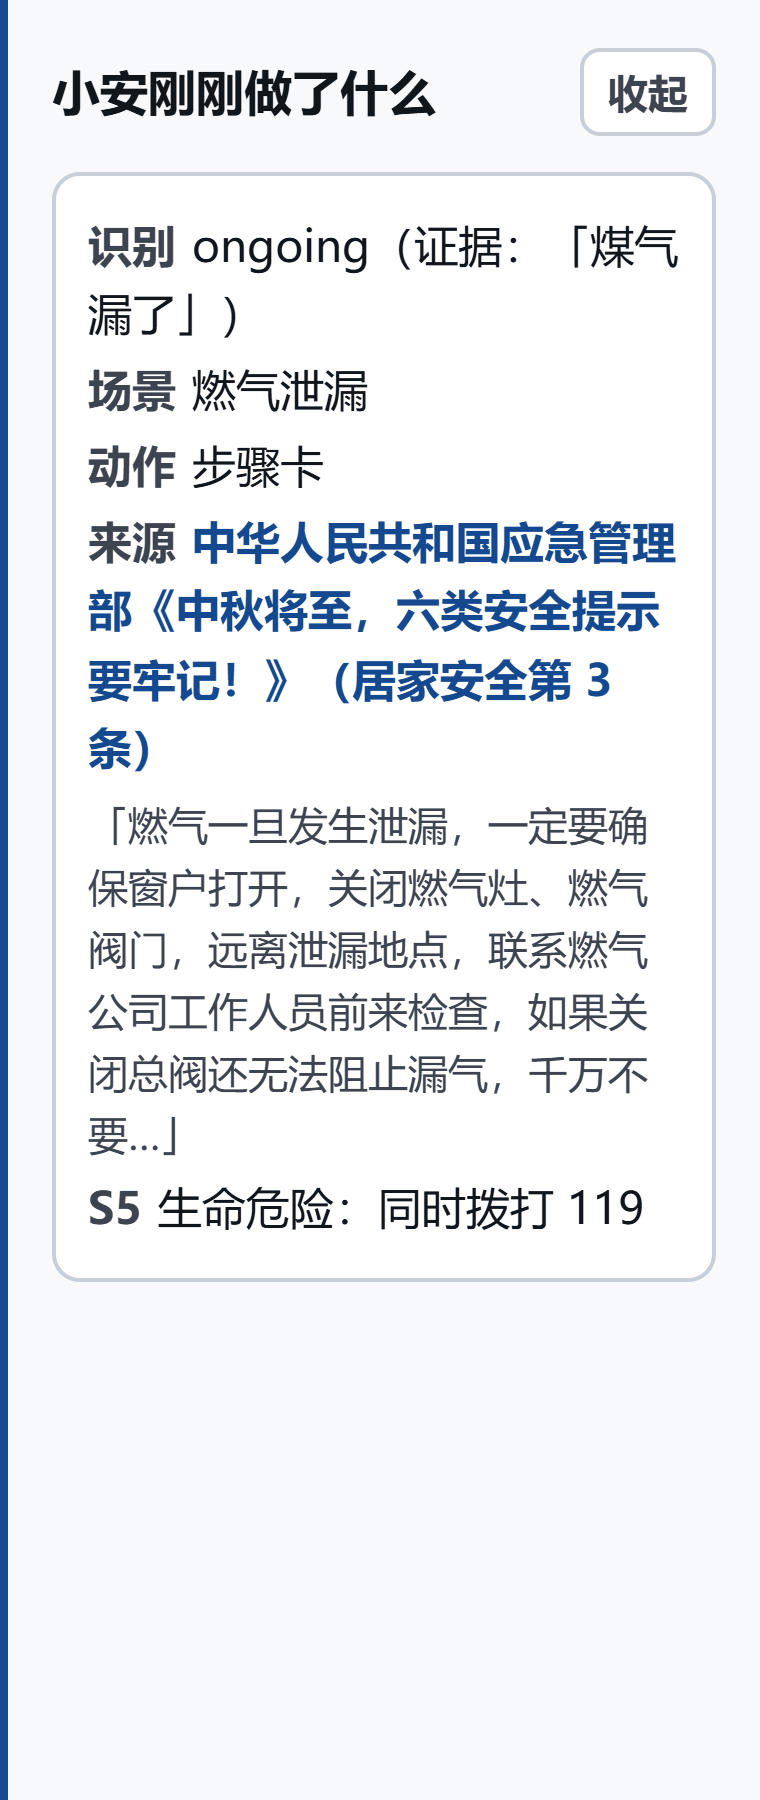 小安刚刚做了什么
收起
识别 ongoing（证据：「煤气
漏了」）
场景 燃气泄漏
动作 步骤卡
来源 中华人民共和国应急管理
部《中秋将至，六类安全提示
要牢记！》（居家安全第 3
条）
「燃气一旦发生泄漏，一定要确
保窗户打开，关闭燃气灶、燃气
阀门，远离泄漏地点，联系燃气
公司工作人员前来检查，如果关
闭总阀还无法阻止漏气，千万不
要…」
S5 生命危险：同时拨打 119